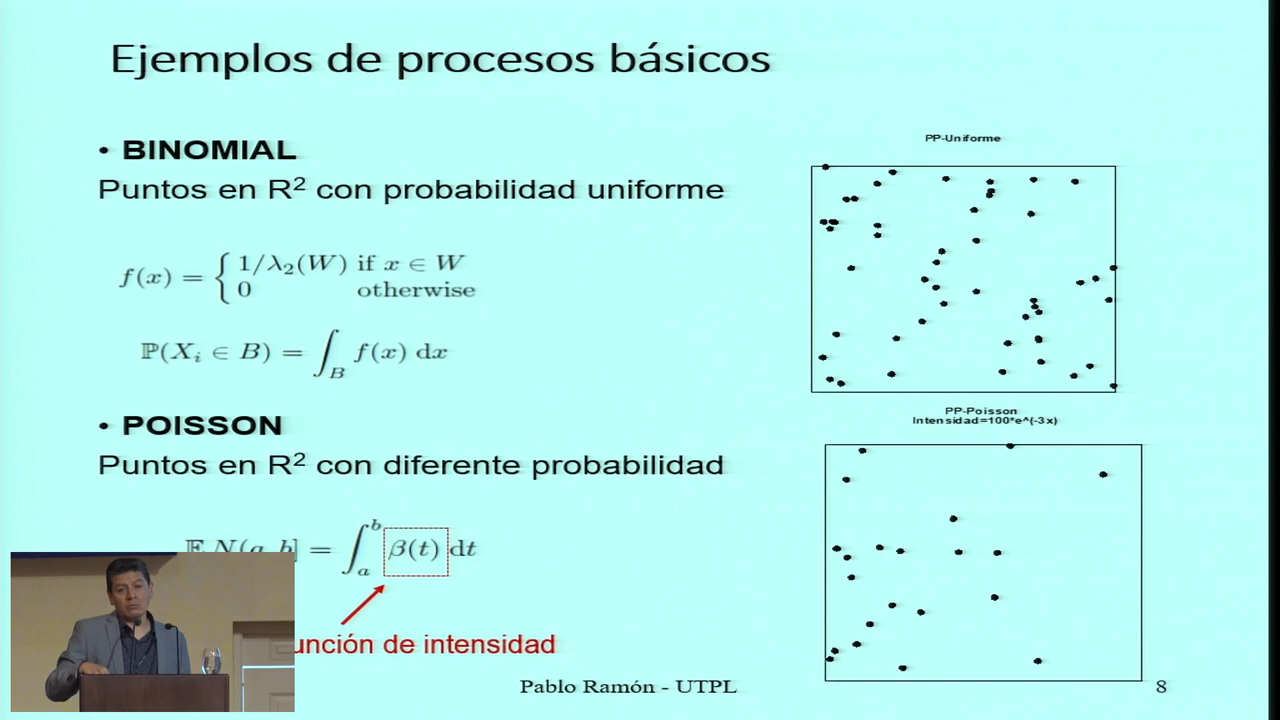 Ejemplos de procesos básicos
• BINOMIAL
Puntos en R² con probabilidad uniforme
f(x) = { 1/λ₂(W) if x ∈ W
0 otherwise
ℙ(Xᵢ ∈ B) = ∫_B f(x) dx
• POISSON
Puntos en R² con diferente probabilidad
𝔼 N(a, b] = ∫_a^b β(t) dt
unción de intensidad
PP-Uniforme
PP-Poisson
Intensidad=100*e^(-3x)
Pablo Ramón - UTPL
8